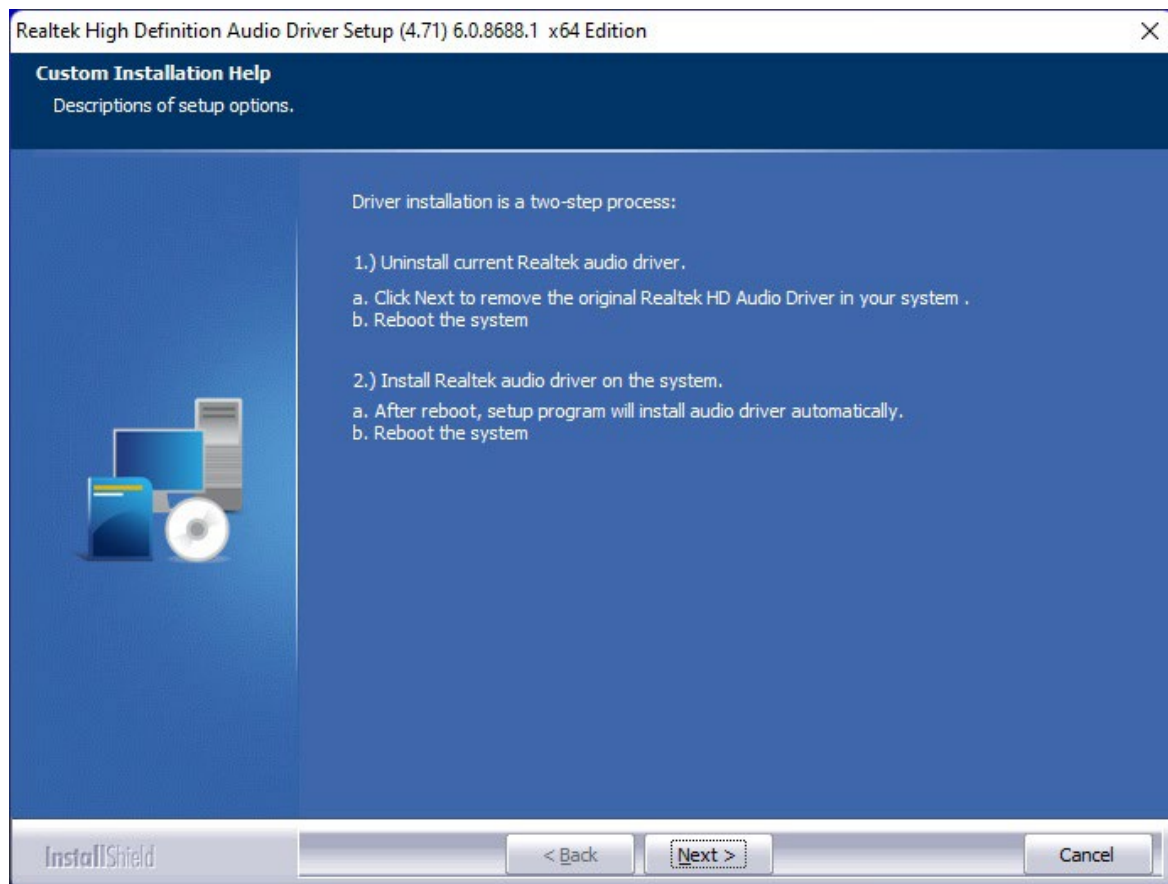 Realtek High Definition Audio Driver Setup (4.71) 6.0.8688.1 x64 Edition
Custom Installation Help
Descriptions of setup options.
Driver installation is a two-step process:
1.) Uninstall current Realtek audio driver.
a. Click Next to remove the original Realtek HD Audio Driver in your system .
b. Reboot the system
2.) Install Realtek audio driver on the system.
a. After reboot, setup program will install audio driver automatically.
b. Reboot the system
InstallShield
< Back
Next >
Cancel